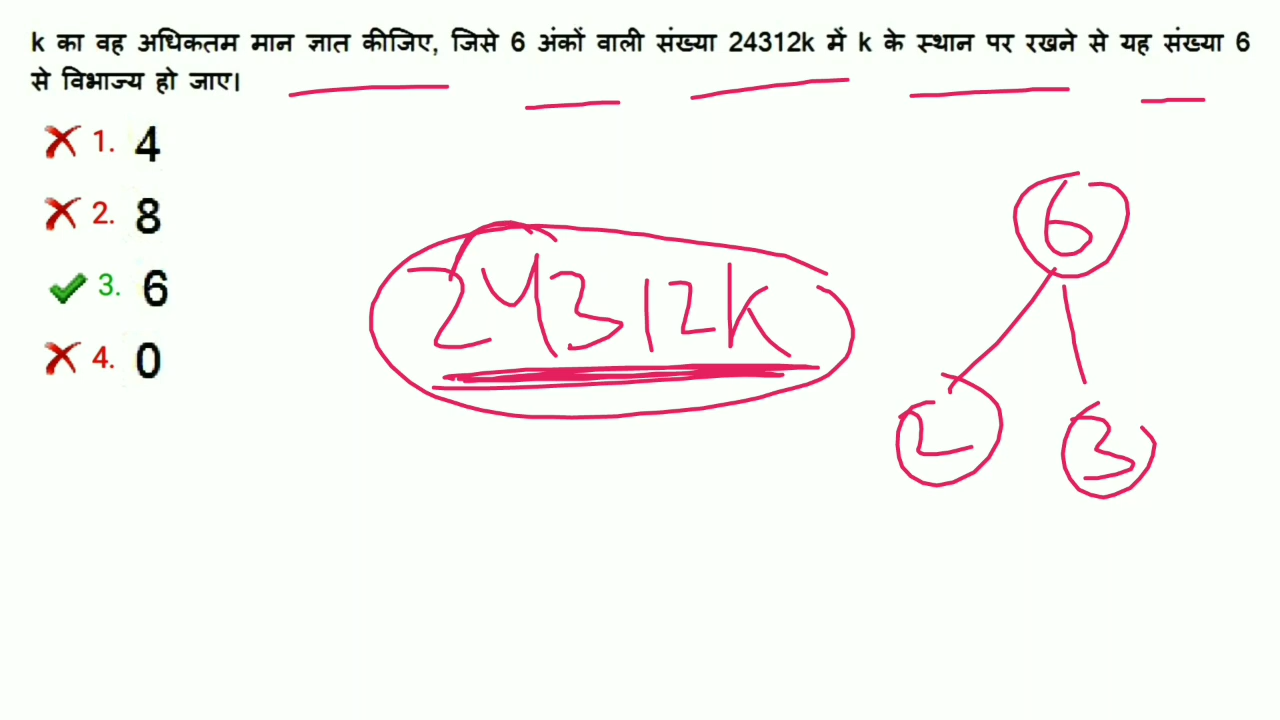 k का वह अधिकतम मान ज्ञात कीजिए, जिसे 6 अंकों वाली संख्या 24312k में k के स्थान पर रखने से यह संख्या 6
से विभाज्य हो जाए।
1. 4
2. 8
3. 6
4. 0
24312k
6
2 3